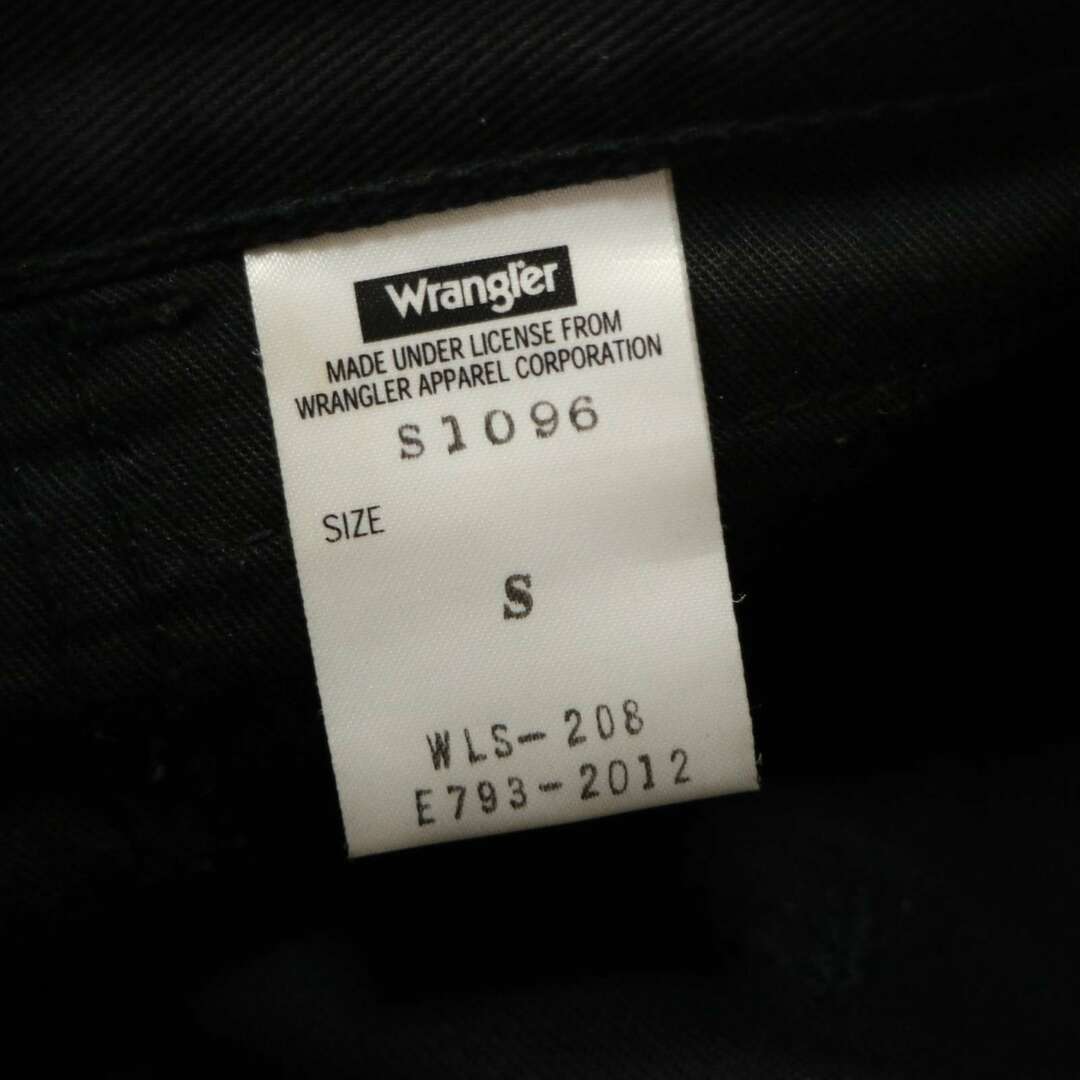 Wrangler
MADE UNDER LICENSE FROM
WRANGLER APPAREL CORPORATION
S1096
SIZE
S
WLS-208
E793-2012